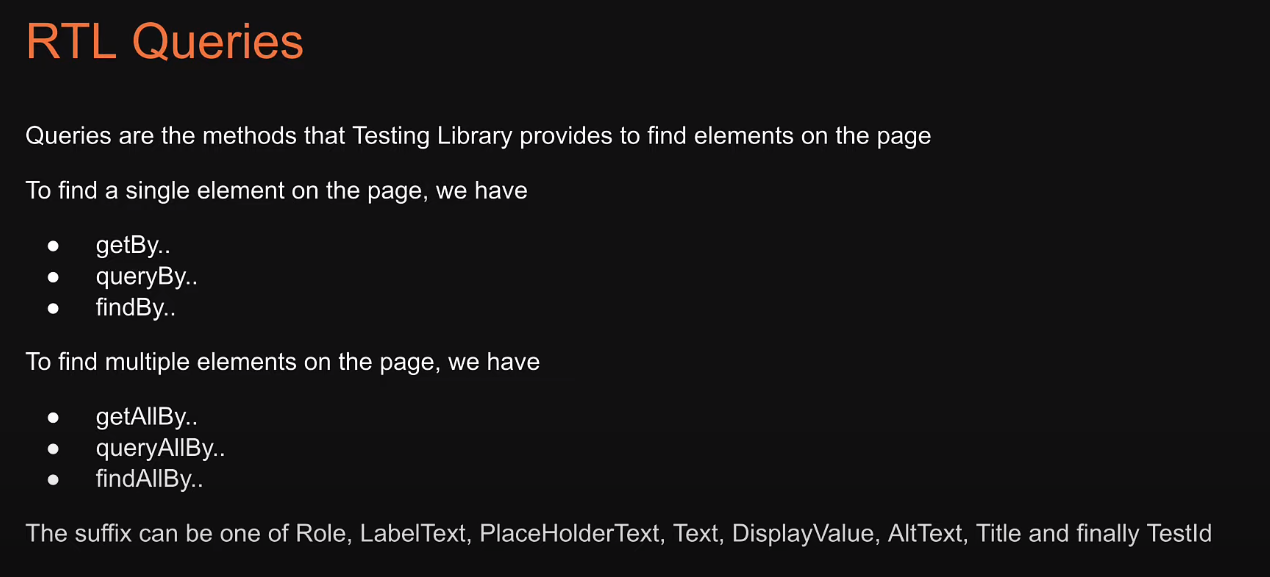 RTL Queries
Queries are the methods that Testing Library provides to find elements on the page
To find a single element on the page, we have
● getBy..
● queryBy..
● findBy..
To find multiple elements on the page, we have
● getAllBy..
● queryAllBy..
● findAllBy..
The suffix can be one of Role, LabelText, PlaceHolderText, Text, DisplayValue, AltText, Title and finally TestId